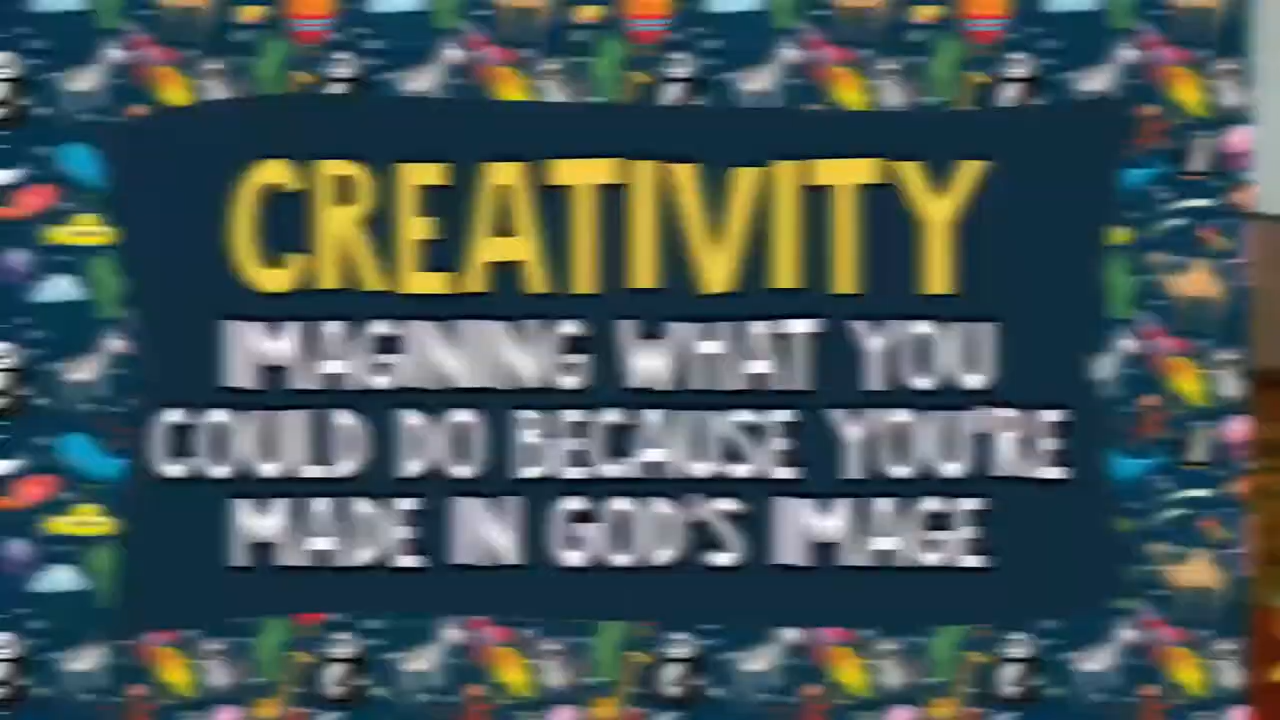 CREATIVITY
IMAGINING WHAT YOU
COULD DO BECAUSE YOU'RE
MADE IN GOD'S IMAGE